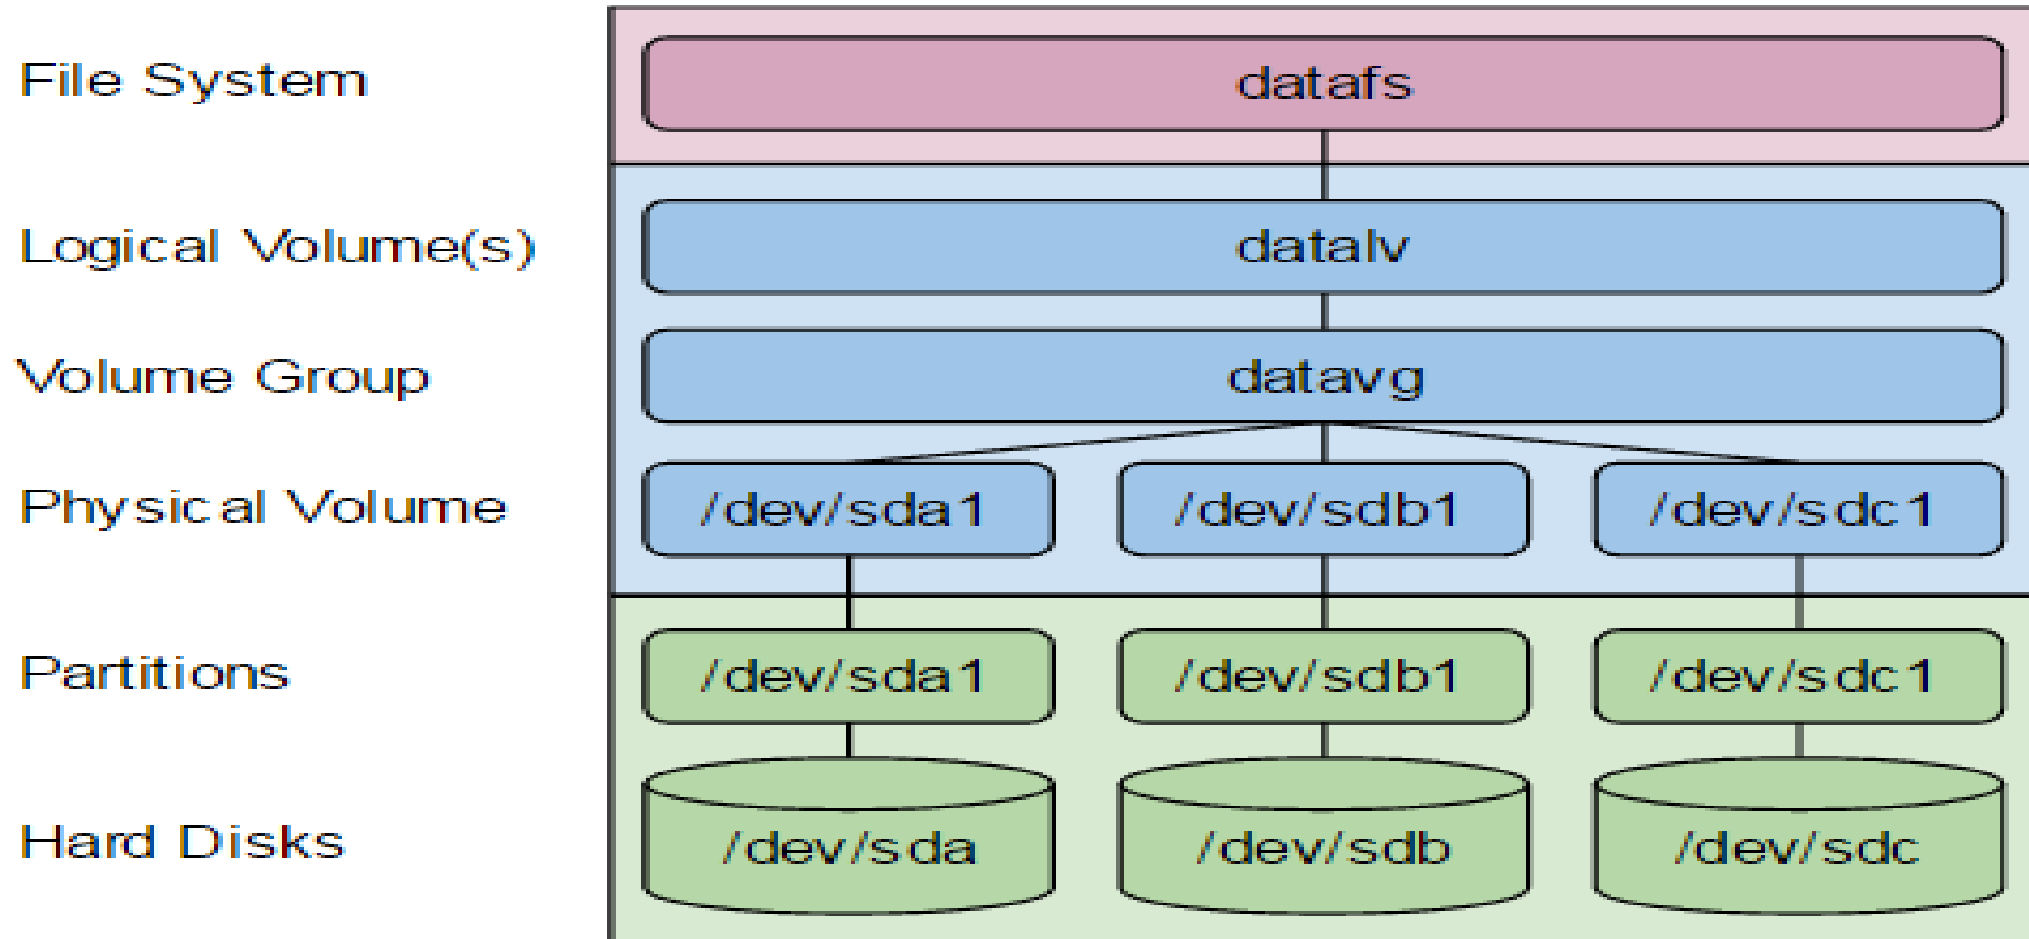 File System
datafs
Logical Volume(s)
datalv
Volume Group
datavg
Physical Volume
/dev/sda1
/dev/sdb1
/dev/sdc1
Partitions
/dev/sda1
/dev/sdb1
/dev/sdc1
Hard Disks
/dev/sda
/dev/sdb
/dev/sdc